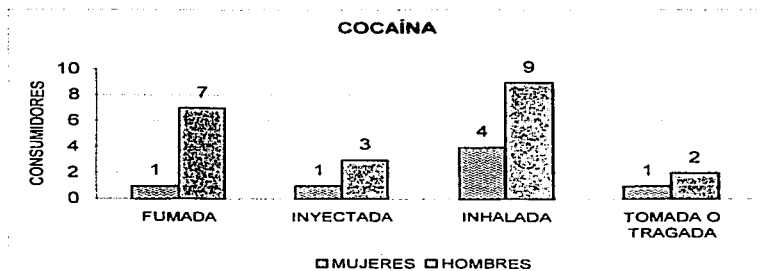 COCAÍNA
CONSUMIDORES
10
8
6
4
2
0
1
7
1
3
4
9
1
2
FUMADA
INYECTADA
INHALADA
TOMADA O
TRAGADA
MUJERES HOMBRES